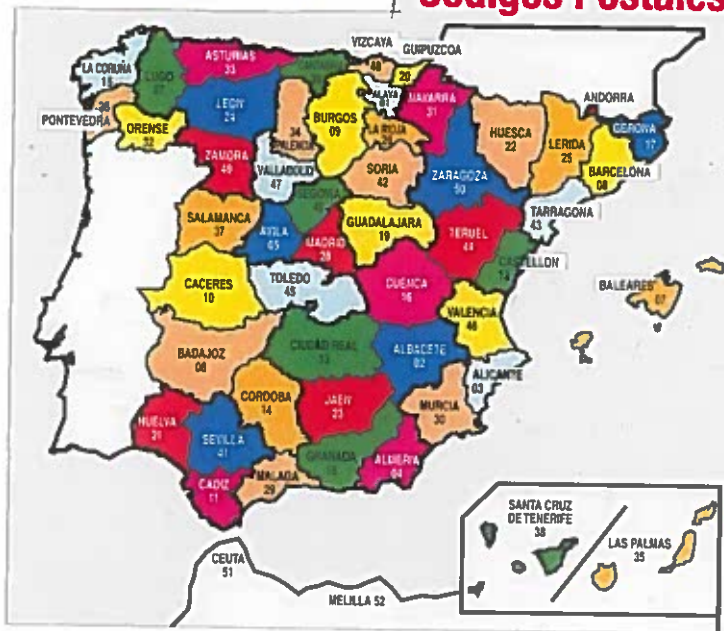 Códigos Postales
VIZCAYA
48
GUIPUZCOA
20
LA CORUÑA
15
LUGO
27
ASTURIAS
33
ALAVA
01
NAVARRA
31
ANDORRA
36
PONTEVEDRA
ORENSE
32
LEON
24
34
PALENCIA
BURGOS
09
LA RIOJA
HUESCA
22
LERIDA
25
GERONA
17
BARCELONA
08
ZAMORA
49
VALLADOLID
47
SORIA
42
ZARAGOZA
50
TARRAGONA
43
SEGOVIA
SALAMANCA
37
AVILA
05
MADRID
28
GUADALAJARA
19
TERUEL
44
CASTELLON
CACERES
10
TOLEDO
45
CUENCA
16
VALENCIA
46
BALEARES
07
BADAJOZ
CIUDAD REAL
13
ALBACETE
02
ALICANTE
03
CORDOBA
14
JAEN
23
MURCIA
30
HUELVA
21
SEVILLA
41
GRANADA
18
ALMERIA
04
CADIZ
11
MALAGA
29
CEUTA
51
MELILLA 52
SANTA CRUZ
DE TENERIFE
38
LAS PALMAS
35